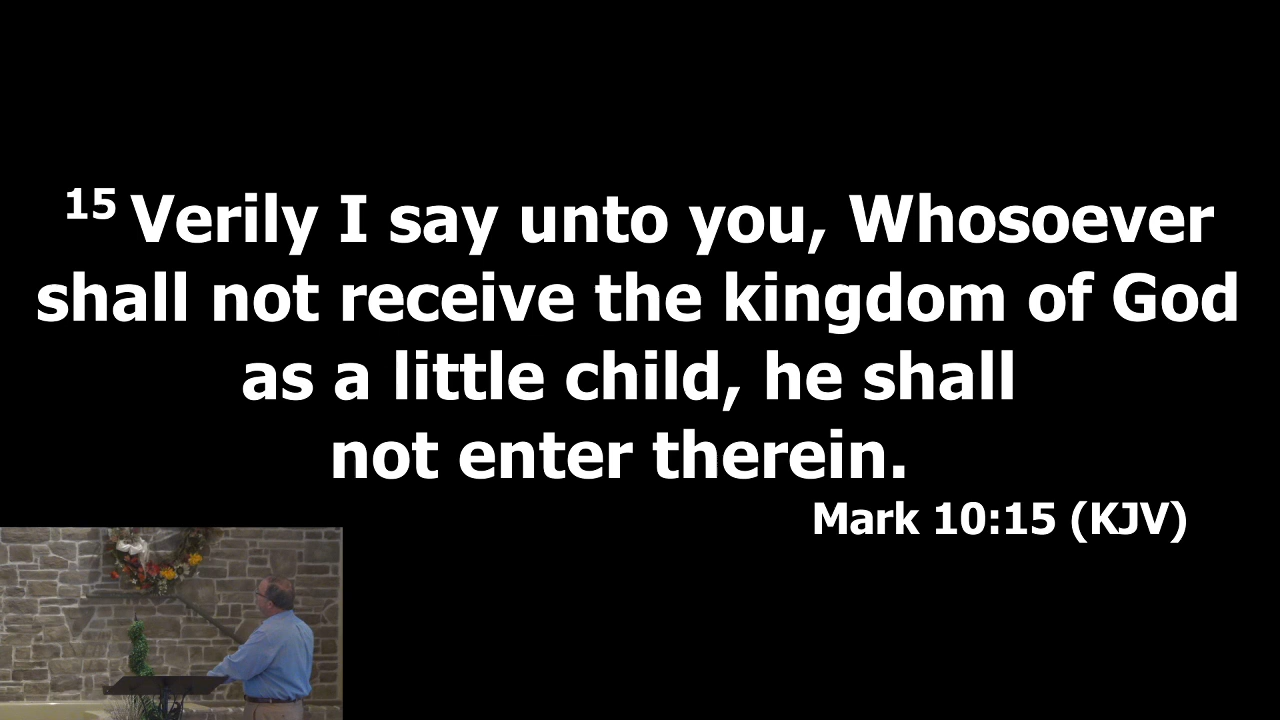 15 Verily I say unto you, Whosoever
shall not receive the kingdom of God
as a little child, he shall
not enter therein.
Mark 10:15 (KJV)